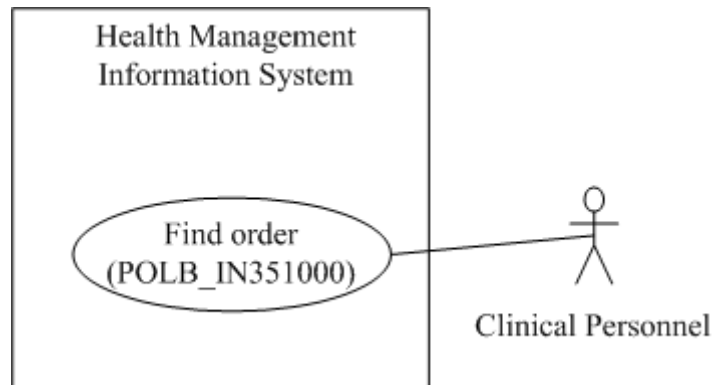 Health Management
Information System
Find order
(POLB_IN351000)
Clinical Personnel